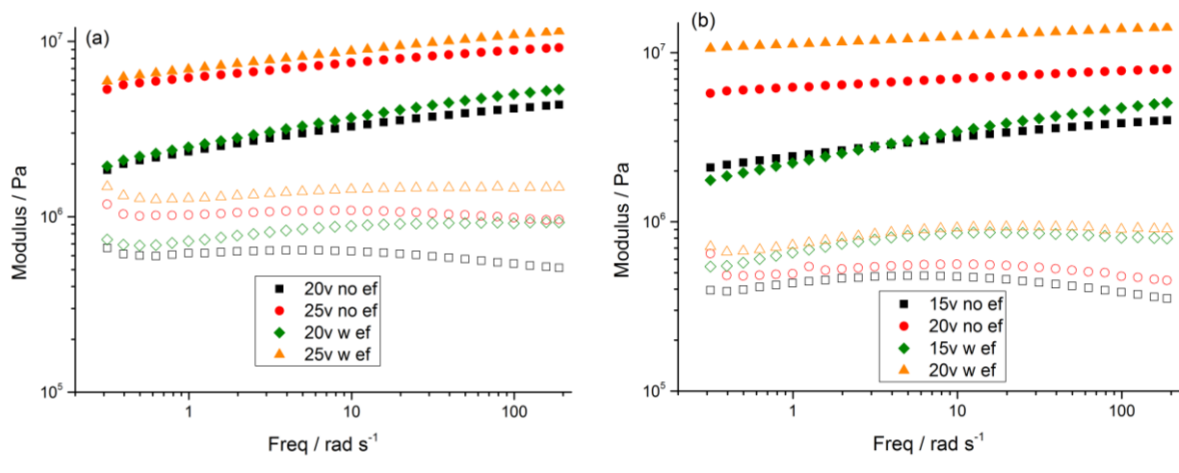 (a)
10⁷
10⁶
10⁵
Modulus / Pa
20v no ef
25v no ef
20v w ef
25v w ef
1
10
100
Freq / rad s⁻¹
(b)
10⁷
10⁶
10⁵
Modulus / Pa
15v no ef
20v no ef
15v w ef
20v w ef
1
10
100
Freq / rad s⁻¹